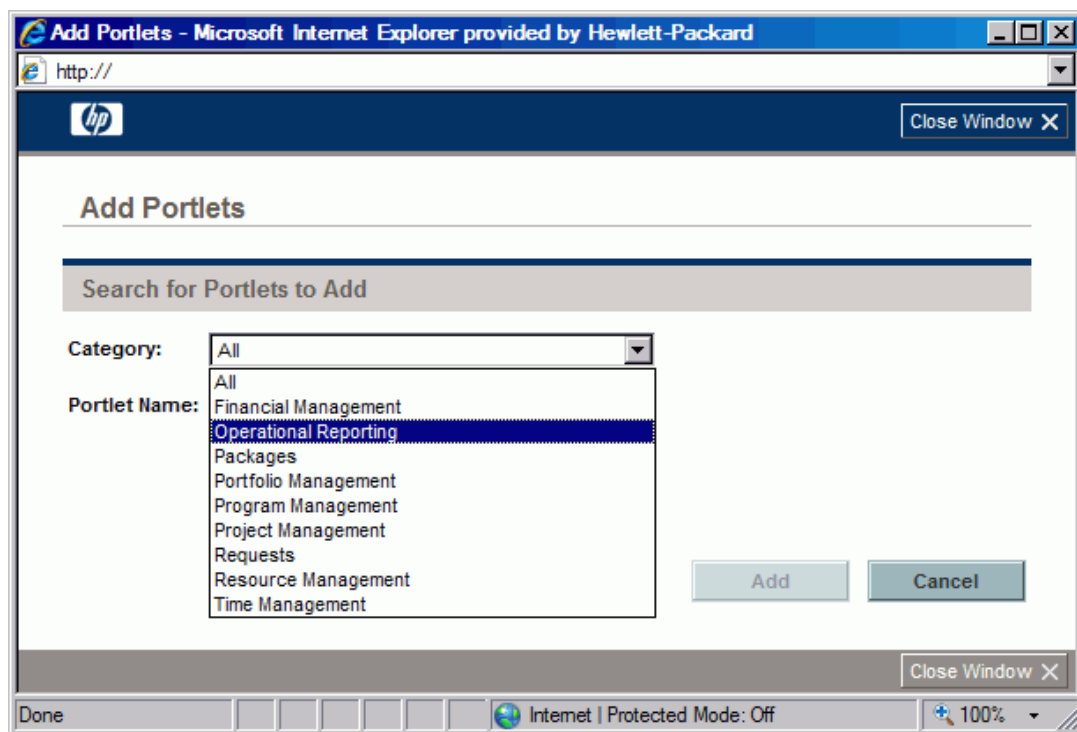 Add Portlets - Microsoft Internet Explorer provided by Hewlett-Packard
http://
hp
Close Window X
Add Portlets
Search for Portlets to Add
Category:
All
All
Portlet Name:
Financial Management
Operational Reporting
Packages
Portfolio Management
Program Management
Project Management
Requests
Resource Management
Time Management
Add
Cancel
Close Window X
Done
Internet | Protected Mode: Off
100%